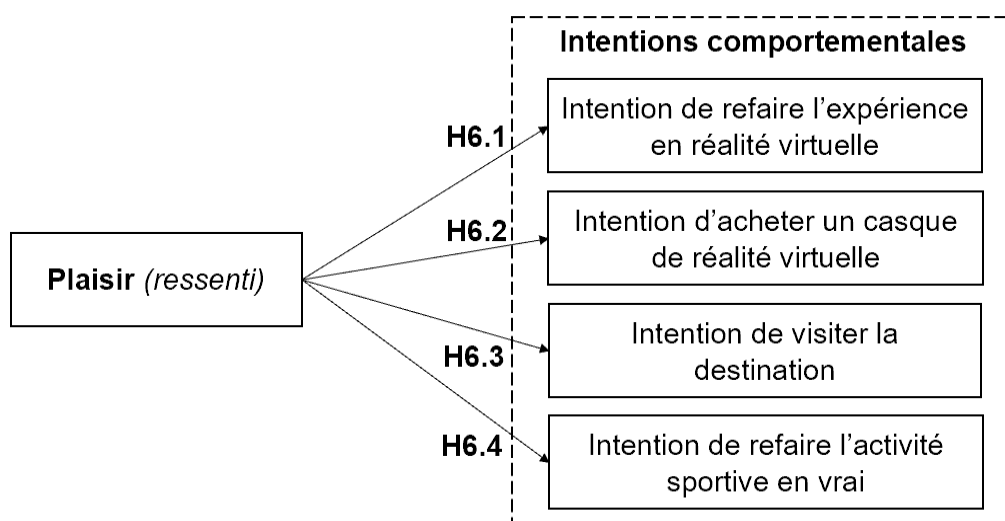 Intentions comportementales
Intention de refaire l’expérience
en réalité virtuelle
H6.1
Intention d’acheter un casque
de réalité virtuelle
H6.2
Plaisir (ressenti)
Intention de visiter la
destination
H6.3
Intention de refaire l’activité
sportive en vrai
H6.4